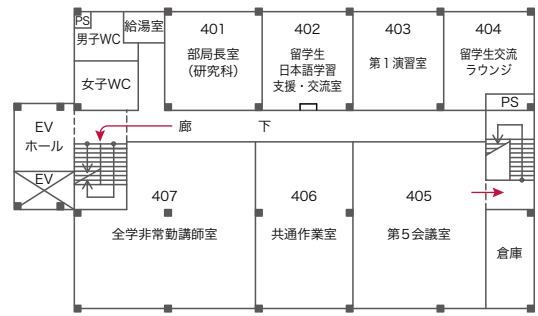 PS
男子WC
給湯室
401
部局長室
（研究科）
402
留学生
日本語学習
支援・交流室
403
第１演習室
404
留学生交流
ラウンジ
女子WC
PS
EV
ホール
廊　下
EV
407
全学非常勤講師室
406
共通作業室
405
第５会議室
倉庫